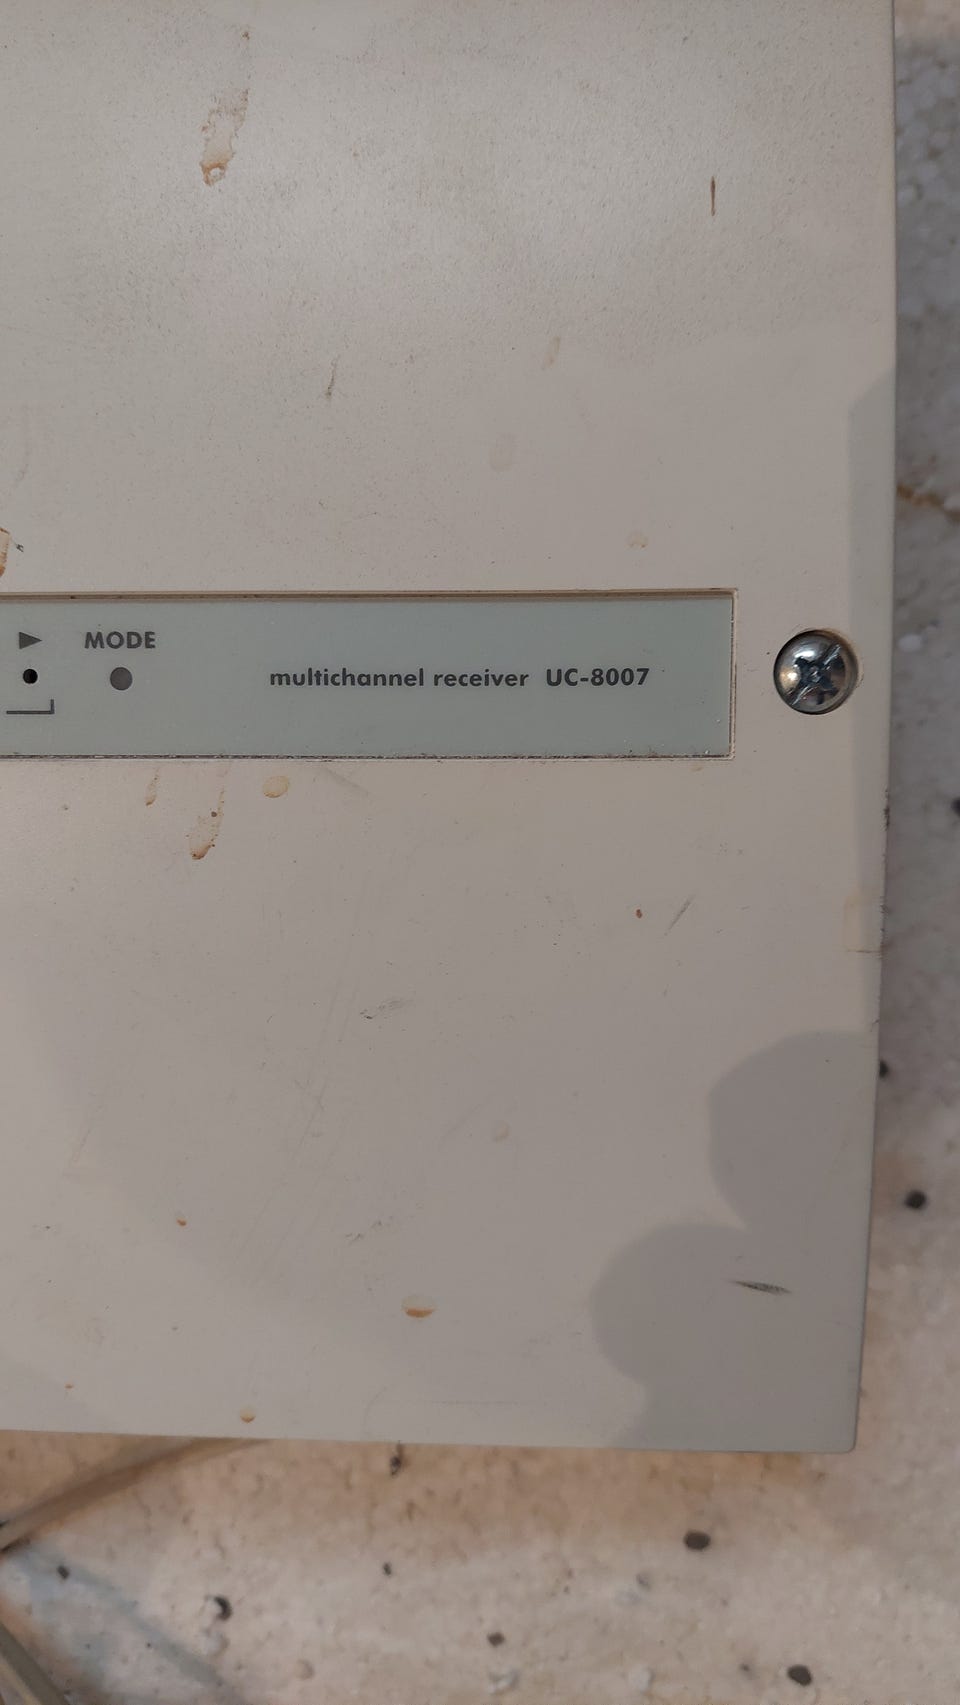 MODE
multichannel receiver UC-8007